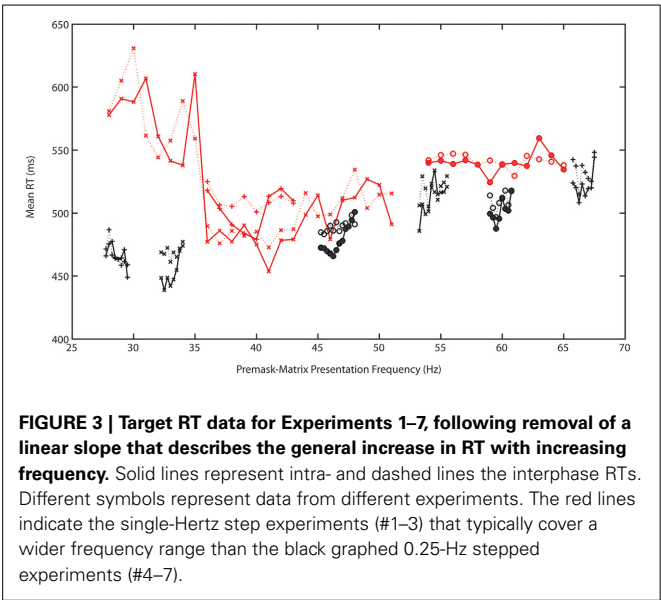 650
600
550
500
450
400
Mean RT (ms)
25 30 35 40 45 50 55 60 65 70
Premask-Matrix Presentation Frequency (Hz)
FIGURE 3 | Target RT data for Experiments 1–7, following removal of a
linear slope that describes the general increase in RT with increasing
frequency. Solid lines represent intra- and dashed lines the interphase RTs.
Different symbols represent data from different experiments. The red lines
indicate the single-Hertz step experiments (#1–3) that typically cover a
wider frequency range than the black graphed 0.25-Hz stepped
experiments (#4–7).